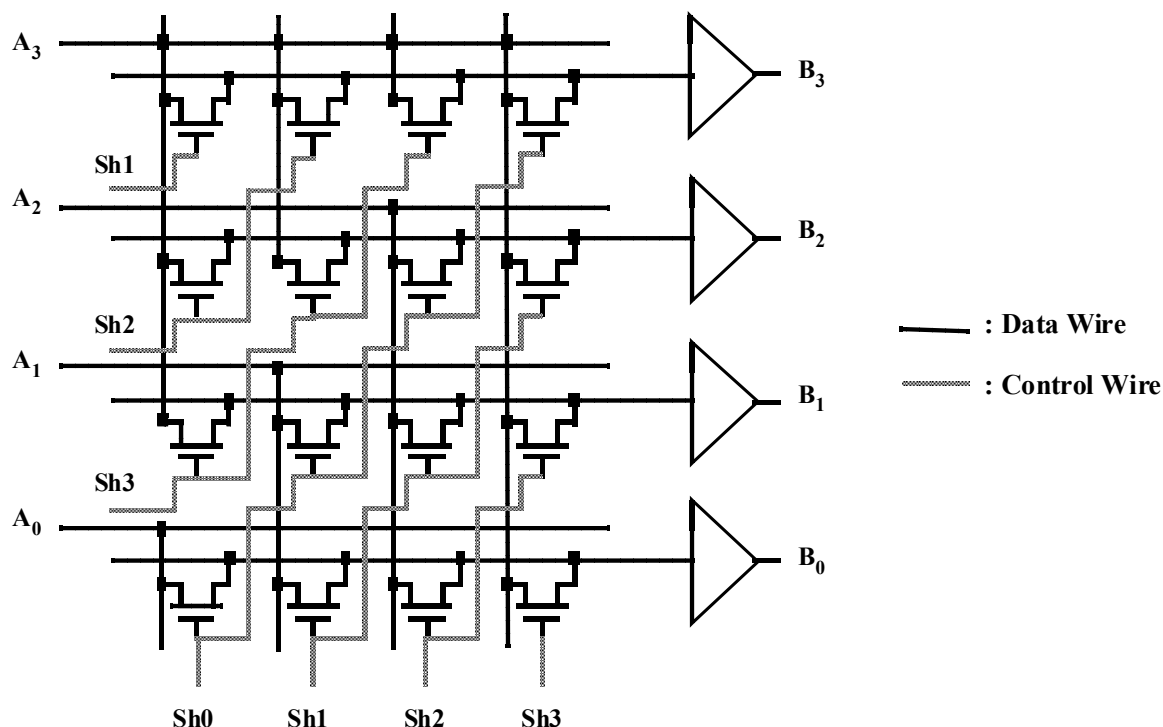 A3
B3
Sh1
A2
B2
Sh2
: Data Wire
A1
: Control Wire
B1
Sh3
A0
B0
Sh0 Sh1 Sh2 Sh3